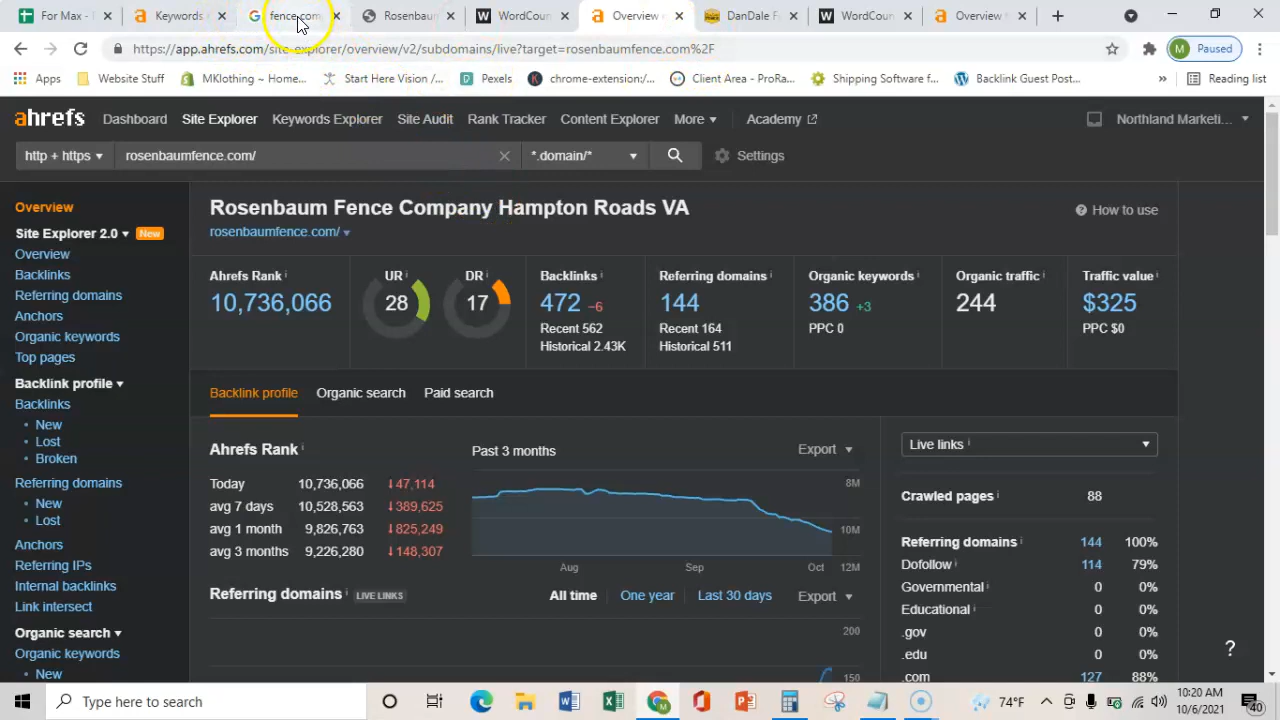 For Max - 
Keywords
fence com
Rosenbaum
WordCoun
Overview
DanDale F
WordCoun
Overview
https://app.ahrefs.com/site-explorer/overview/v2/subdomains/live?target=rosenbaumfence.com%2F
M Paused
Apps
Website Stuff
MKlothing ~ Home...
Start Here Vision /...
Pexels
chrome-extension:/...
Client Area - ProRa...
Shipping Software f...
Backlink Guest Post...
»
Reading list
ahrefs
Dashboard
Site Explorer
Keywords Explorer
Site Audit
Rank Tracker
Content Explorer
More
Academy
Northland Marketi...
http + https
rosenbaumfence.com/
*.domain/*
Settings
Overview
Site Explorer 2.0 New
Overview
Backlinks
Referring domains
Anchors
Organic keywords
Top pages
Backlink profile
Backlinks
• New
• Lost
• Broken
Referring domains
• New
• Lost
Anchors
Referring IPs
Internal backlinks
Link intersect
Organic search
Organic keywords
• New
Rosenbaum Fence Company Hampton Roads VA
How to use
rosenbaumfence.com/
Ahrefs Rank
10,736,066
UR
28
DR
17
Backlinks
472 −6
Recent 562
Historical 2.43K
Referring domains
144
Recent 164
Historical 511
Organic keywords
386 +3
PPC 0
Organic traffic
244
Traffic value
$325
PPC $0
Backlink profile
Organic search
Paid search
Ahrefs Rank
Past 3 months
Export
Today 10,736,066 ↓47,114
avg 7 days 10,528,563 ↓389,625
avg 1 month 9,826,763 ↓825,249
avg 3 months 9,226,280 ↓148,307
8M
10M
12M
Aug
Sep
Oct
Referring domains LIVE LINKS
All time
One year
Last 30 days
Export
200
150
Live links
Crawled pages 88
Referring domains 144 100%
Dofollow 114 79%
Governmental 0 0%
Educational 0 0%
.gov 0 0%
.edu 0 0%
.com 127 88%
?
Type here to search
74°F
10:20 AM
10/6/2021
40